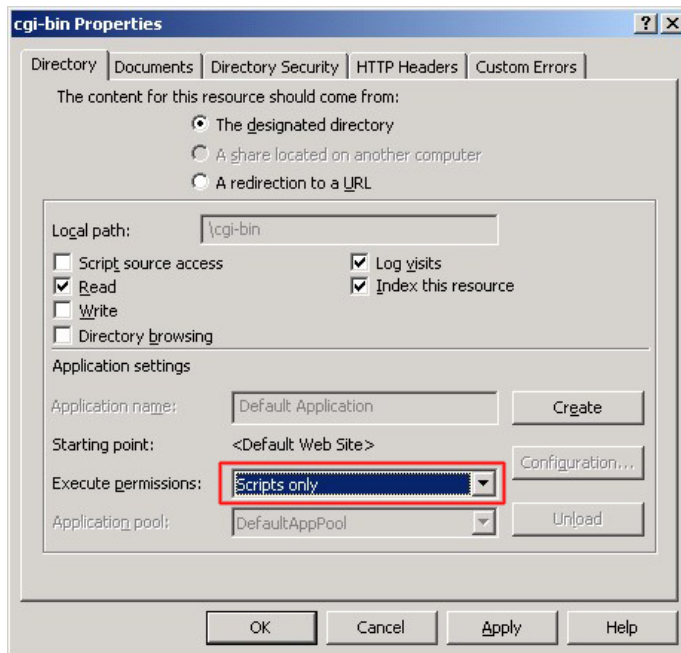 cgi-bin Properties
Directory Documents Directory Security HTTP Headers Custom Errors
The content for this resource should come from:
The designated directory
A share located on another computer
A redirection to a URL
Local path: \cgi-bin
Script source access Log visits
Read Index this resource
Write
Directory browsing
Application settings
Application name: Default Application Create
Starting point: <Default Web Site>
Configuration...
Execute permissions: Scripts only
Application pool: DefaultAppPool Unload
OK Cancel Apply Help